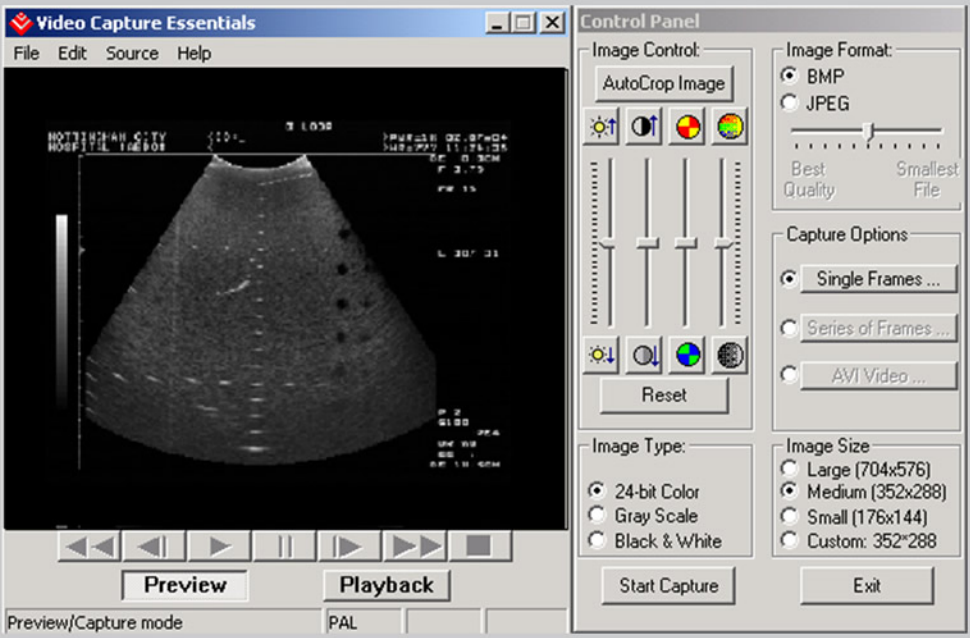 Video Capture Essentials
File Edit Source Help
NOTTINGHAM CITY
HOSPITAL
Preview
Playback
Preview/Capture mode
PAL
Control Panel
Image Control:
AutoCrop Image
Reset
Image Type:
24-bit Color
Gray Scale
Black & White
Start Capture
Image Format:
BMP
JPEG
Best Quality
Smallest File
Capture Options
Single Frames ...
Series of Frames ...
AVI Video ...
Image Size
Large (704x576)
Medium (352x288)
Small (176x144)
Custom: 352*288
Exit